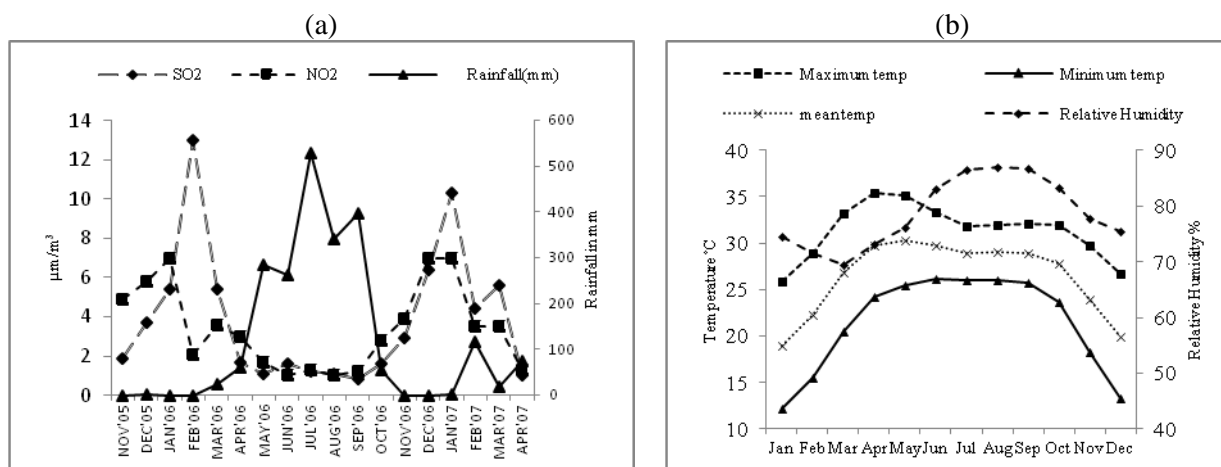 (a)
SO2 NO2 Rainfall(mm)
14
12
10
8
6
4
2
0
µm/m³
600
500
400
300
200
100
0
Rainfall in mm
NOV'05
DEC'05
JAN'06
FEB'06
MAR'06
APR'06
MAY'06
JUN'06
JUL'06
AUG'06
SEP'06
OCT'06
NOV'06
DEC'06
JAN'07
FEB'07
MAR'07
APR'07
(b)
Maximum temp Minimum temp
mean temp Relative Humidity
40
35
30
25
20
15
10
Temperature °C
90
80
70
60
50
40
Relative Humidity %
Jan Feb Mar Apr May Jun Jul Aug Sep Oct Nov Dec